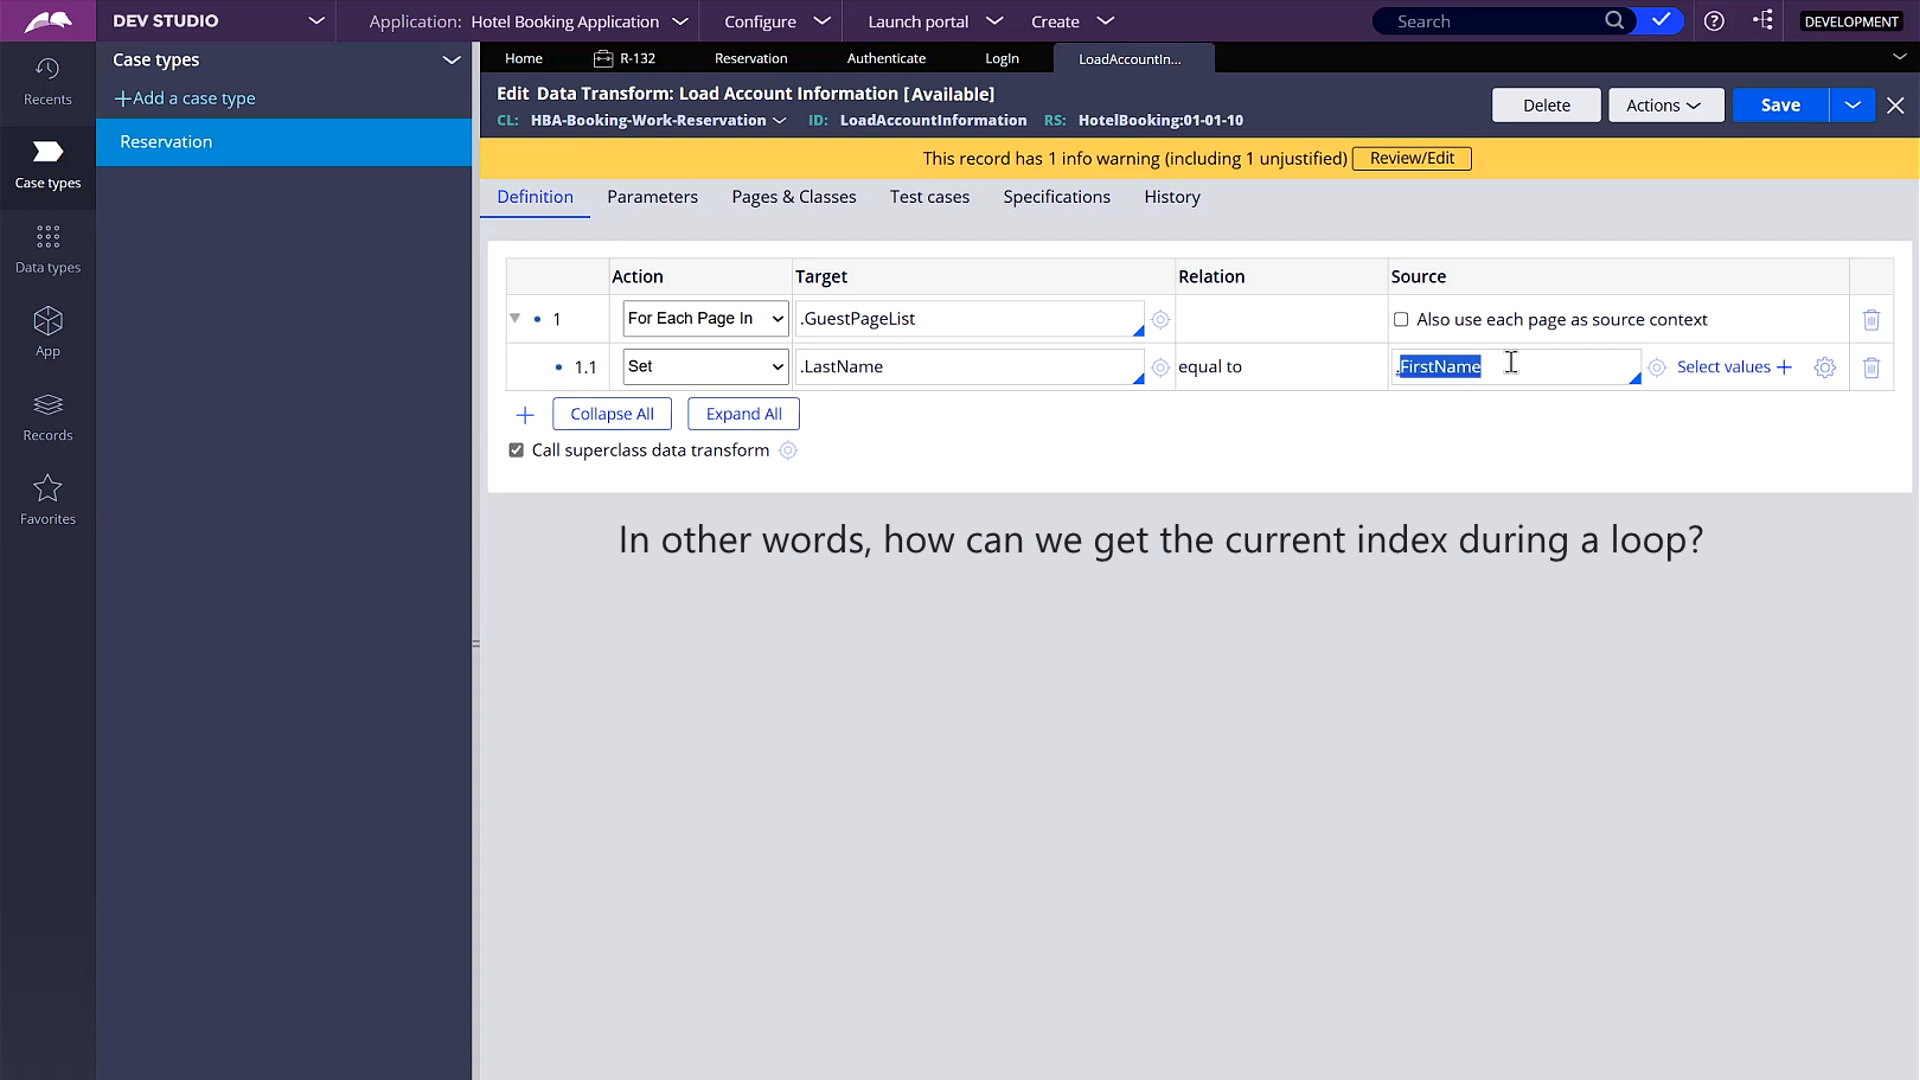 DEV STUDIO
Application: Hotel Booking Application
Configure
Launch portal
Create
Search
DEVELOPMENT
Recents
Case types
Data types
App
Records
Favorites
Case types
+Add a case type
Reservation
Home
R-132
Reservation
Authenticate
LogIn
LoadAccountIn...
Edit Data Transform: Load Account Information [Available]
CL: HBA-Booking-Work-Reservation ID: LoadAccountInformation RS: HotelBooking:01-01-10
Delete
Actions
Save
This record has 1 info warning (including 1 unjustified) Review/Edit
Definition
Parameters
Pages & Classes
Test cases
Specifications
History
Action Target Relation Source
1 For Each Page In .GuestPageList Also use each page as source context
1.1 Set .LastName equal to .FirstName Select values +
+ Collapse All Expand All
Call superclass data transform
In other words, how can we get the current index during a loop?